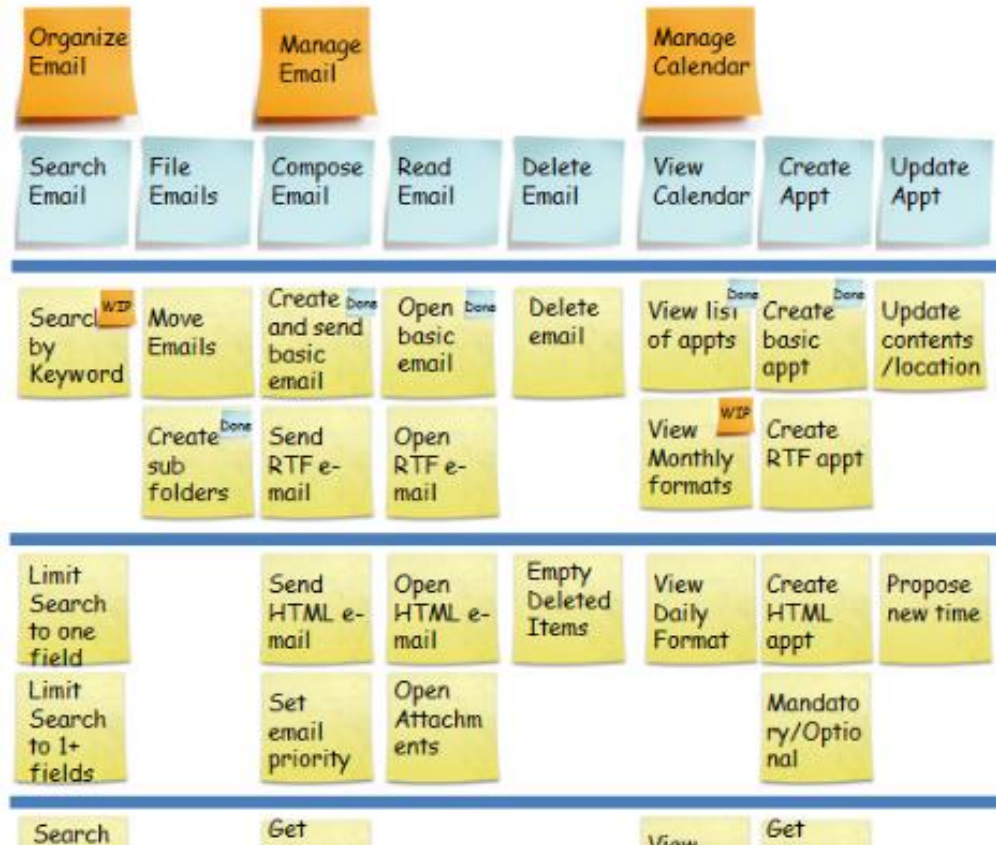 Organize
Email
Manage
Email
Manage
Calendar
Search
Email
File
Emails
Compose
Email
Read
Email
Delete
Email
View
Calendar
Create
Appt
Update
Appt
WIP
by
Keyword
Move
Emails
Create
Done
and send
basic
email
Open
Done
basic
email
Delete
email
Done
View list
of appts
Done
Create
basic
appt
Update
contents
/location
Create
Done
sub
folders
Send
RTF e-
mail
Open
RTF e-
mail
WIP
View
Monthly
formats
Create
RTF appt
Limit
Search
to one
field
Send
HTML e-
mail
Open
HTML e-
mail
Empty
Deleted
Items
View
Daily
Format
Create
HTML
appt
Propose
new time
Limit
Search
to 1+
fields
Set
email
priority
Open
Attachm
ents
Mandato
ry/Optio
nal
Search
Get
Get